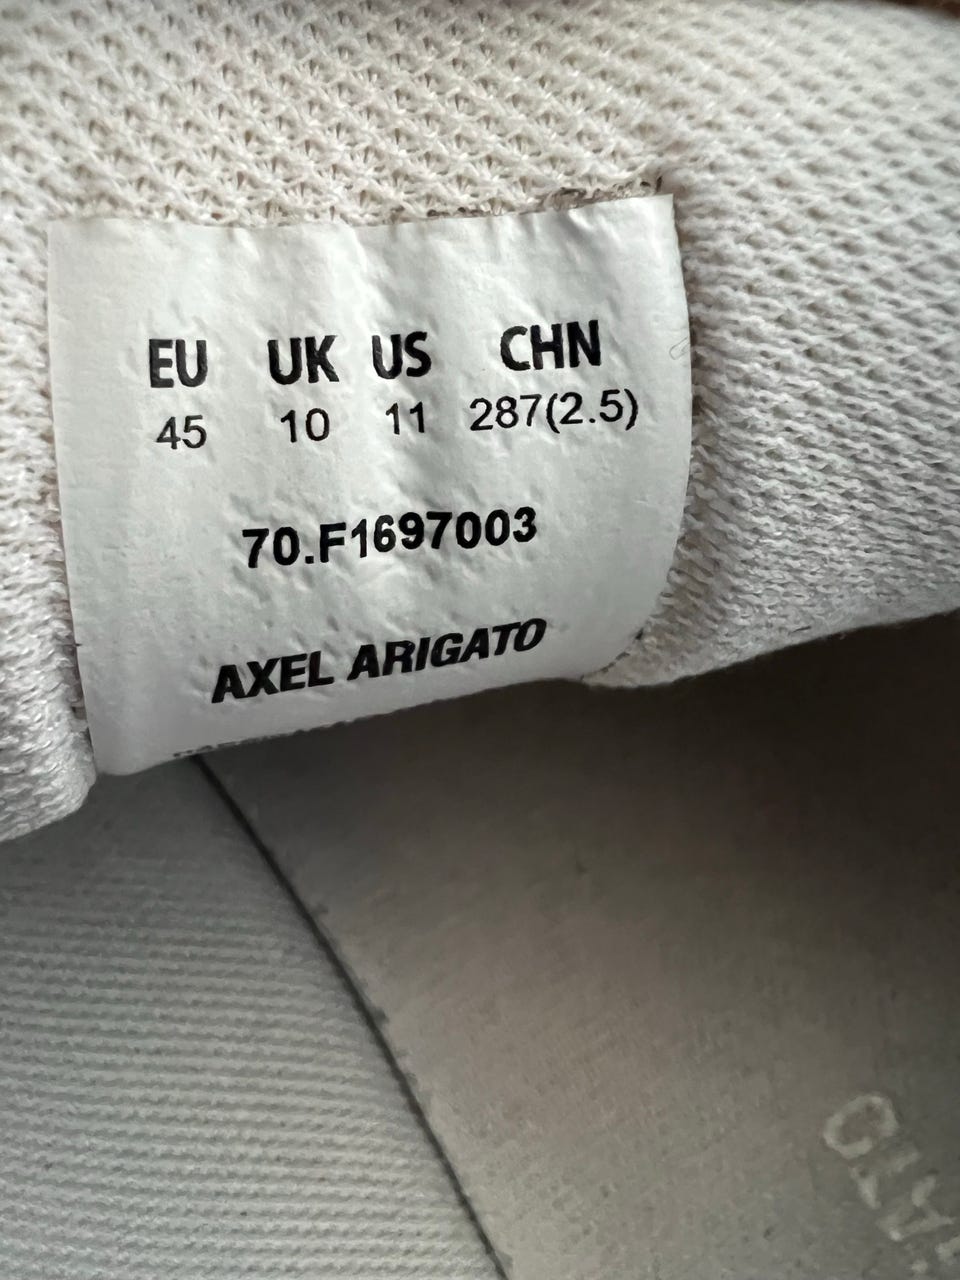 EU UK US CHN
45 10 11 287(2.5)
70.F1697003
AXEL ARIGATO